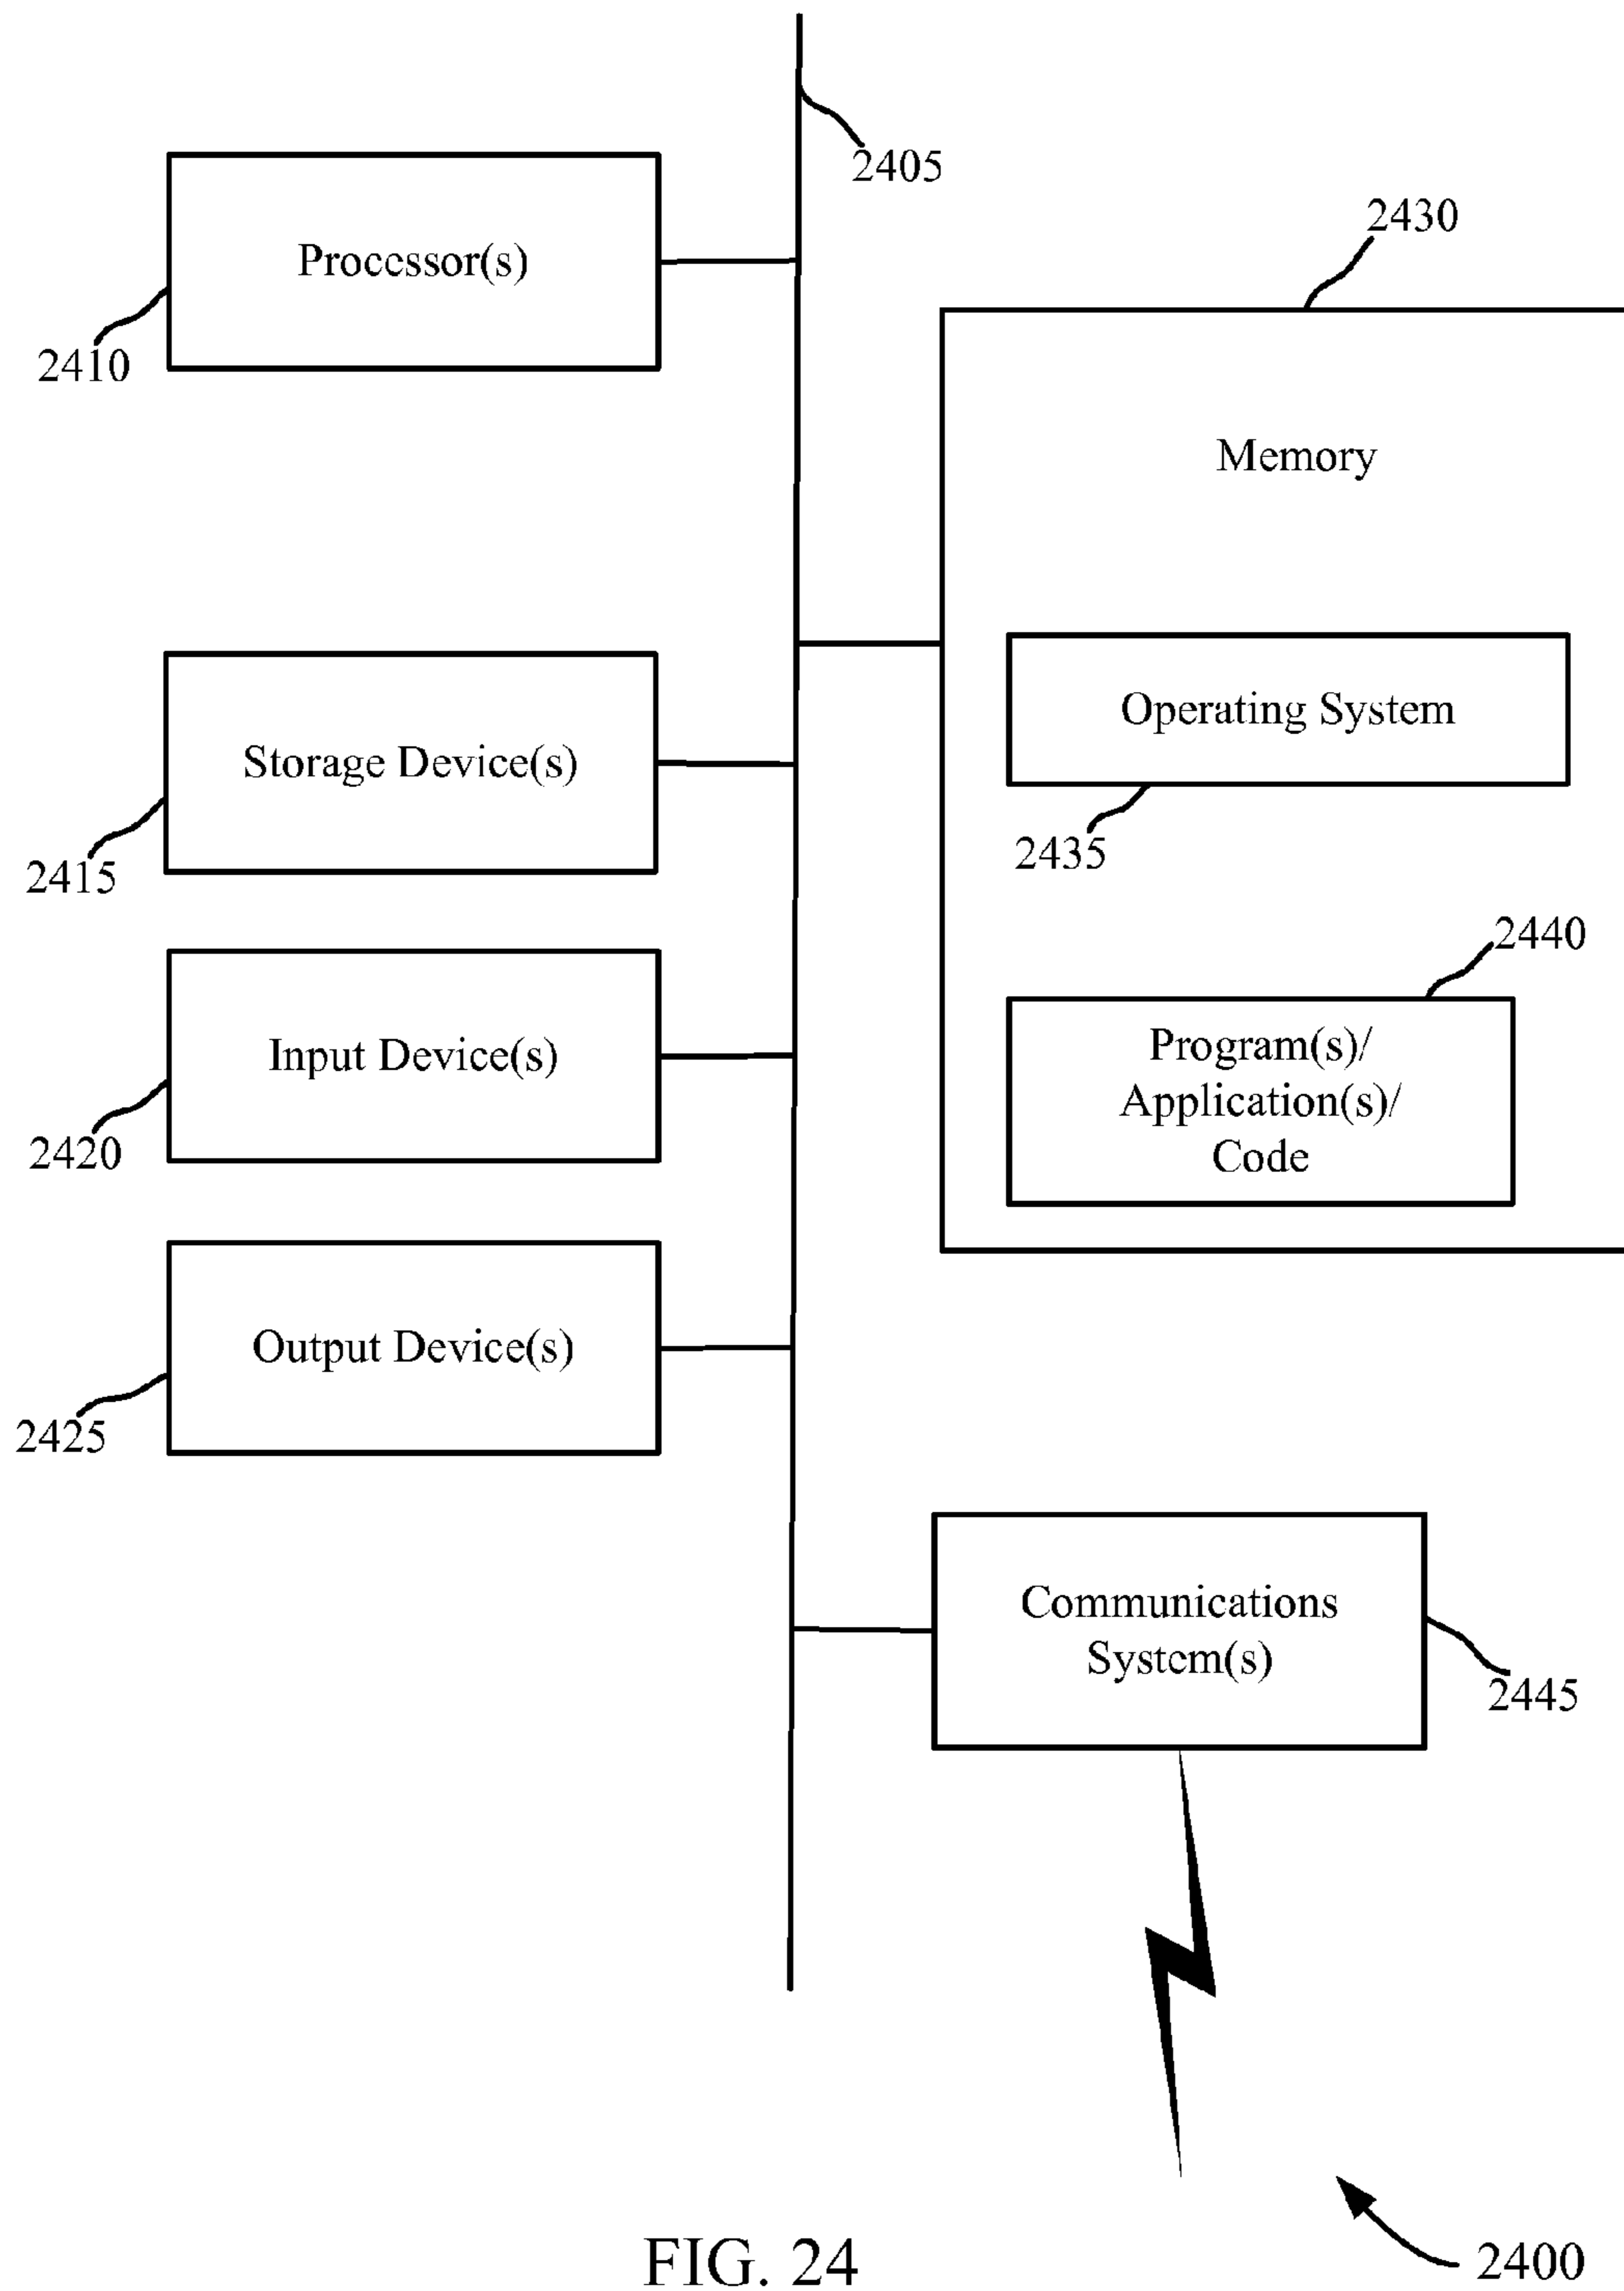 2405
Processor(s)
2410
2430
Memory
Operating System
2435
Storage Device(s)
2415
2440
Program(s)/
Application(s)/
Code
Input Device(s)
2420
Output Device(s)
2425
Communications
System(s)
2445
2400
FIG. 24